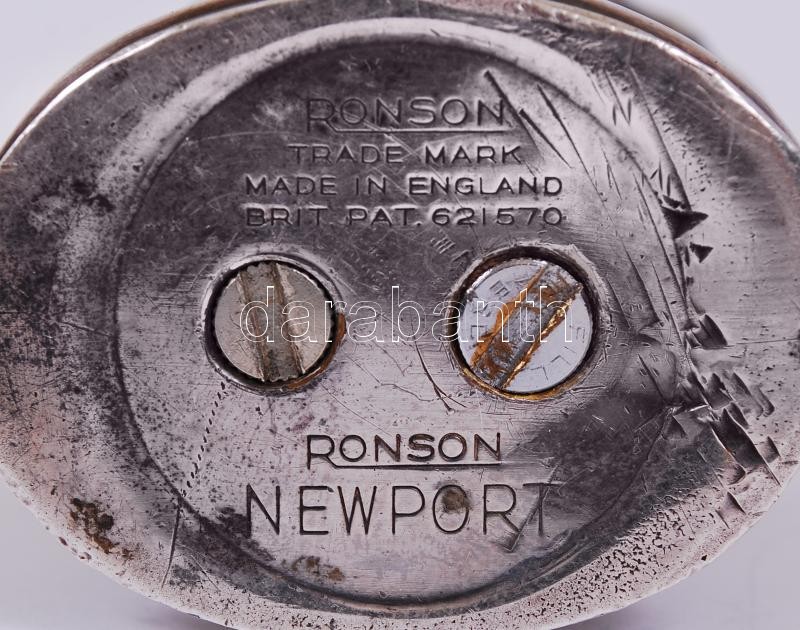 RONSON
TRADE MARK
MADE IN ENGLAND
BRIT. PAT. 621570
darabanth
RONSON
NEWPORT